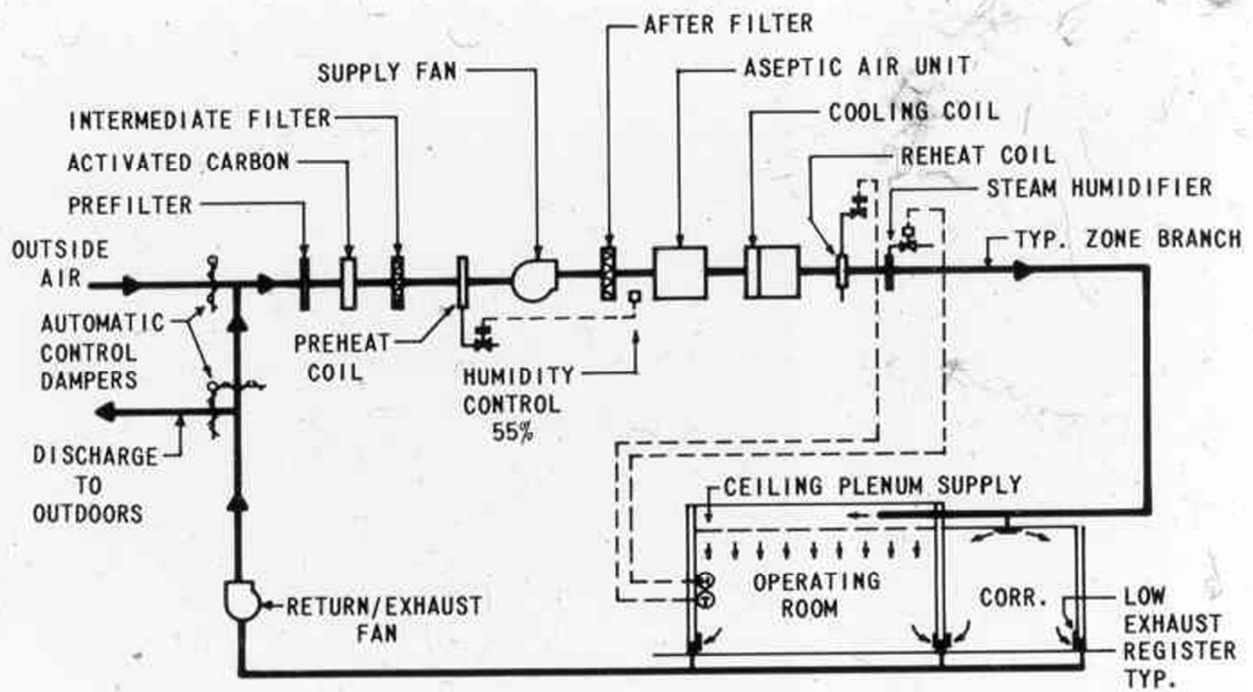 AFTER FILTER
SUPPLY FAN
ASEPTIC AIR UNIT
INTERMEDIATE FILTER
COOLING COIL
ACTIVATED CARBON
REHEAT COIL
PREFILTER
STEAM HUMIDIFIER
OUTSIDE
AIR
TYP. ZONE BRANCH
AUTOMATIC
CONTROL
DAMPERS
PREHEAT
COIL
HUMIDITY
CONTROL
55%
DISCHARGE
TO
OUTDOORS
CEILING PLENUM SUPPLY
H
T
OPERATING
ROOM
CORR.
LOW
EXHAUST
REGISTER
TYP.
RETURN/EXHAUST
FAN